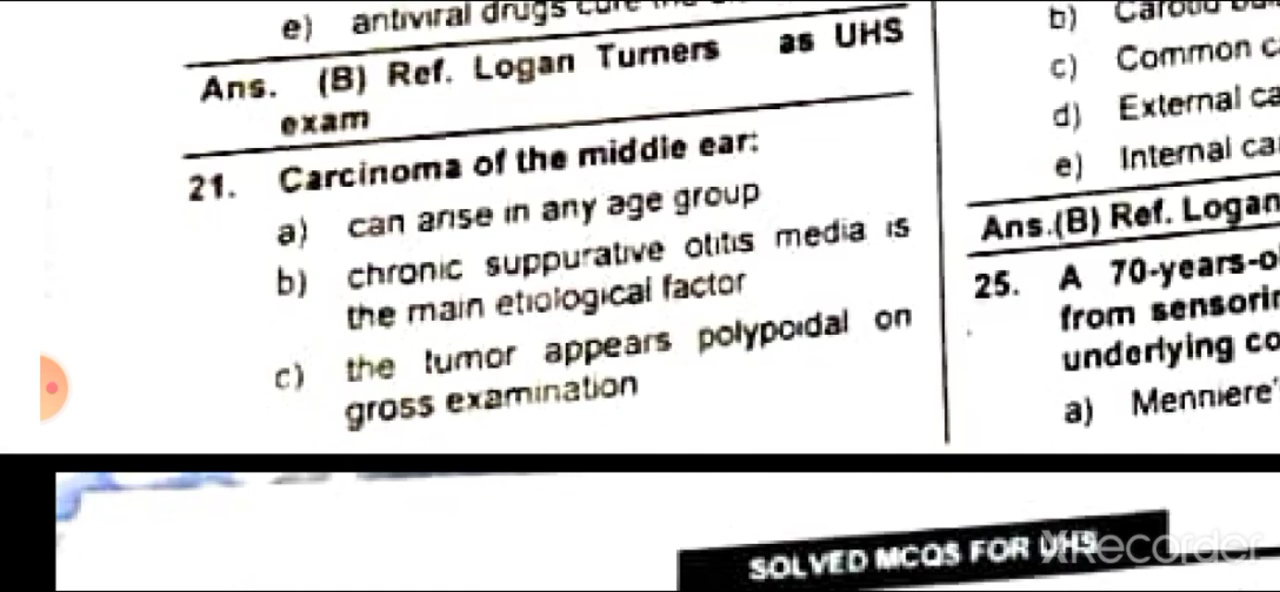 e) antiviral drugs cure
Ans. (B) Ref. Logan Turners as UHS
exam
21. Carcinoma of the middle ear:
a) can arise in any age group
b) chronic suppurative otitis media is
the main etiological factor
c) the tumor appears polypoidal on
gross examination
b)
c) Common
d) External
e) Internal
Ans.(B) Ref. Logan
25. A 70-years-o
from
underlying
a) Menniere'
SOLVED MCQS FOR UHS
XRecorder